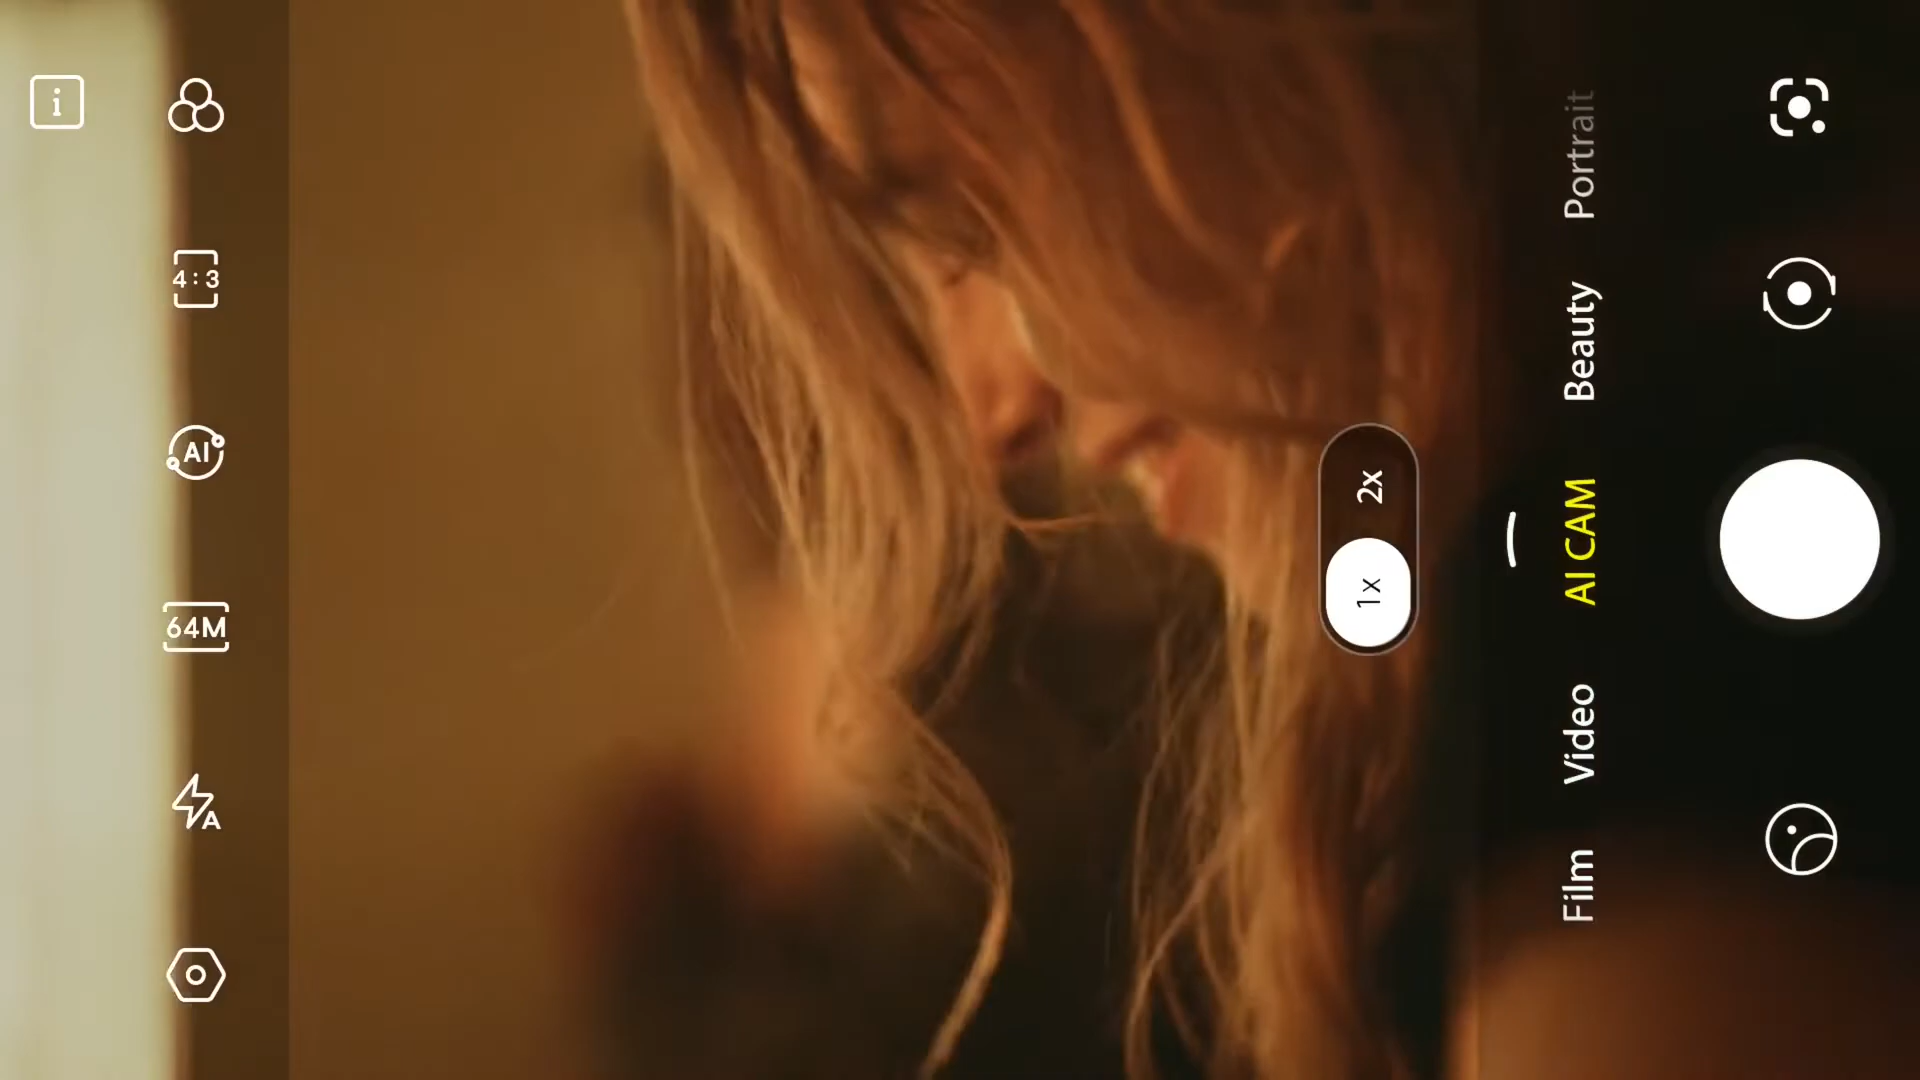 i
4:3
AI
64M
A
2x
1x
Portrait
Beauty
AI CAM
Video
Film